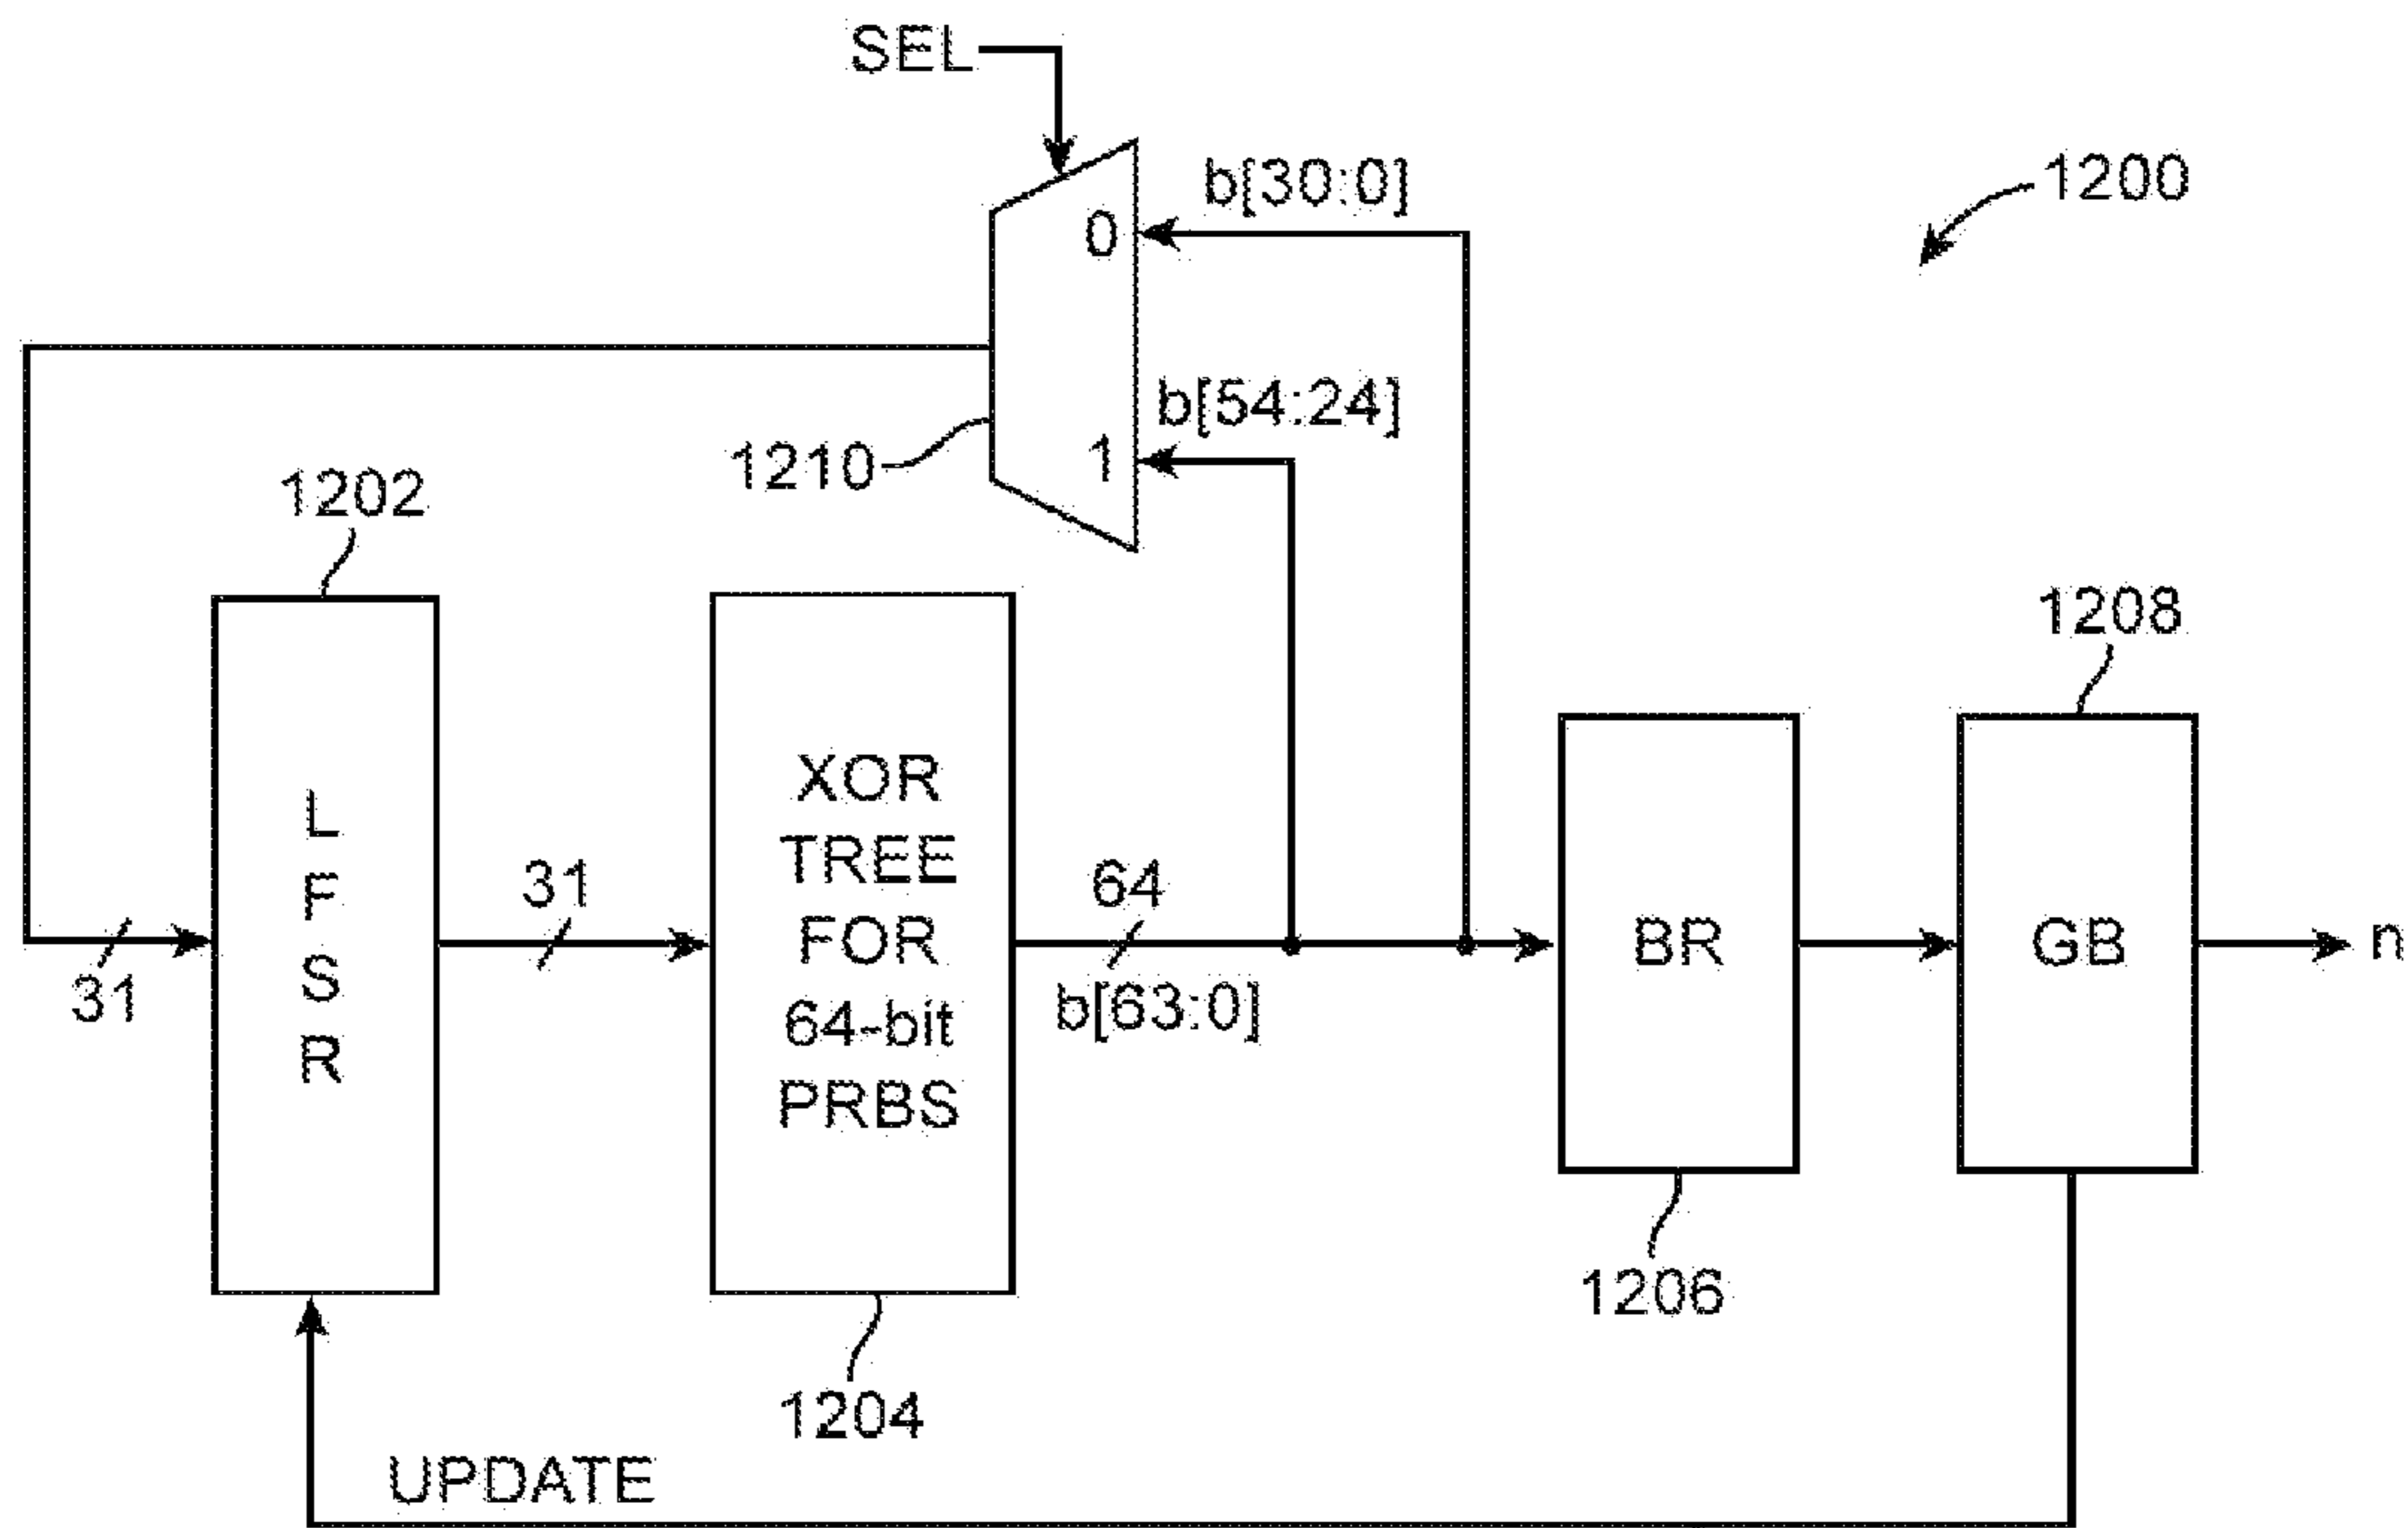 SEL
b[30:0]
1200
0
b[54:24]
1210
1
1202
1208
L
F
S
R
31
31
XOR
TREE
FOR
64-bit
PRBS
64
b[63:0]
BR
GB
n
1206
1204
UPDATE